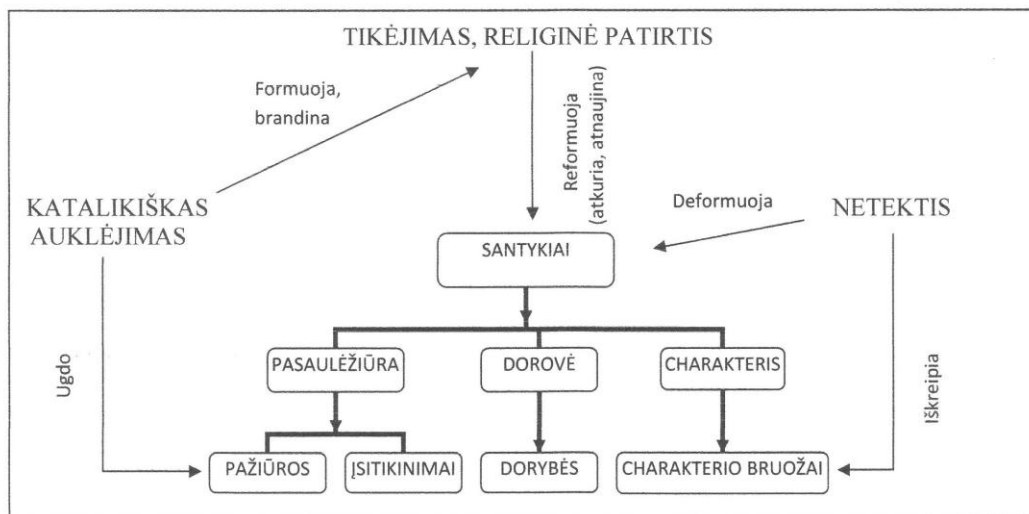 TIKĖJIMAS, RELIGINĖ PATIRTIS
Formuoja,
brandina
Reformuoja
(atkuria, atnaujina)
KATALIKIŠKAS
AUKLĖJIMAS
Deformuoja
NETEKTIS
SANTYKIAI
Ugdo
PASAULĖŽIŪRA
DOROVĖ
CHARAKTERIS
Iškreipia
PAŽIŪROS
ĮSITIKINIMAI
DORYBĖS
CHARAKTERIO BRUOŽAI